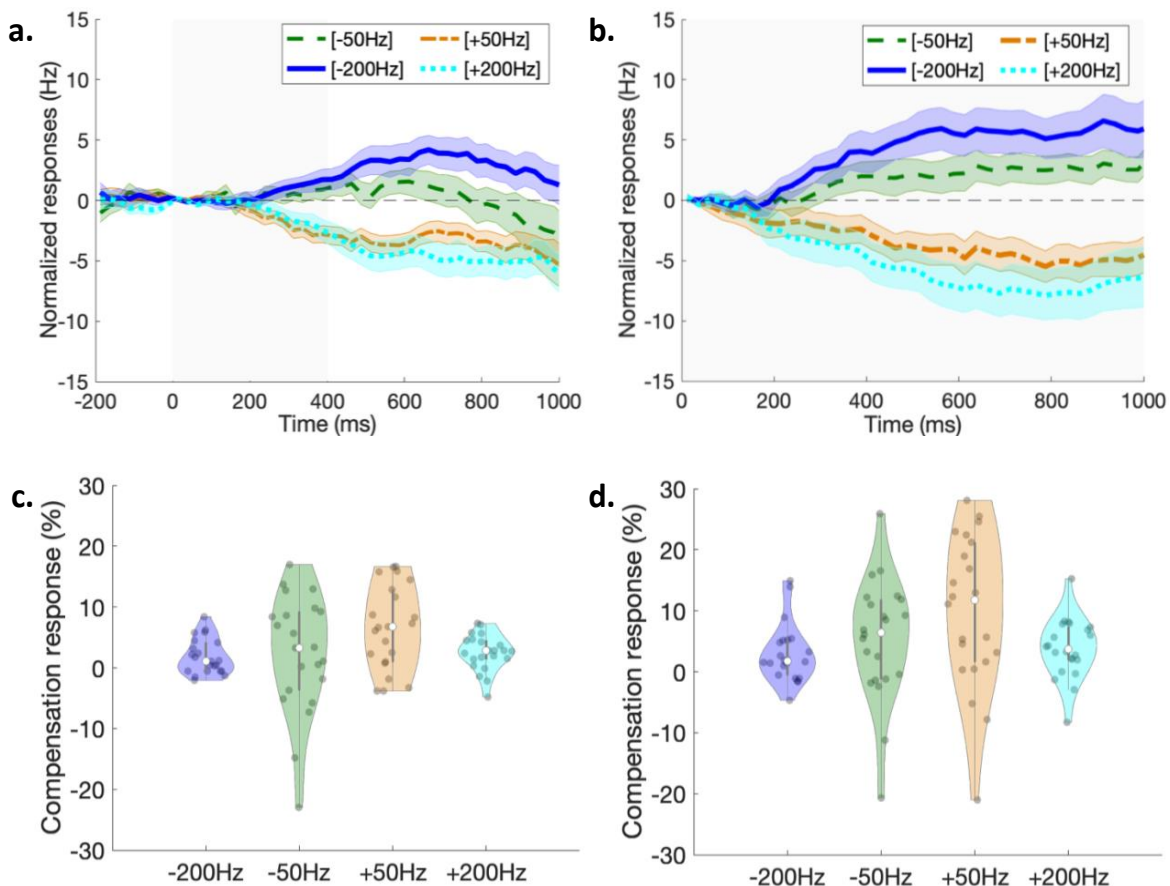 a.
Normalized responses (Hz)
15
10
5
0
-5
-10
-15
[-50Hz] [+50Hz]
[-200Hz] [+200Hz]
-200 0 200 400 600 800 1000
Time (ms)
b.
Normalized responses (Hz)
15
10
5
0
-5
-10
-15
[-50Hz] [+50Hz]
[-200Hz] [+200Hz]
0 200 400 600 800 1000
Time (ms)
c.
Compensation response (%)
30
20
10
0
-10
-20
-30
-200Hz -50Hz +50Hz +200Hz
d.
Compensation response (%)
30
20
10
0
-10
-20
-30
-200Hz -50Hz +50Hz +200Hz